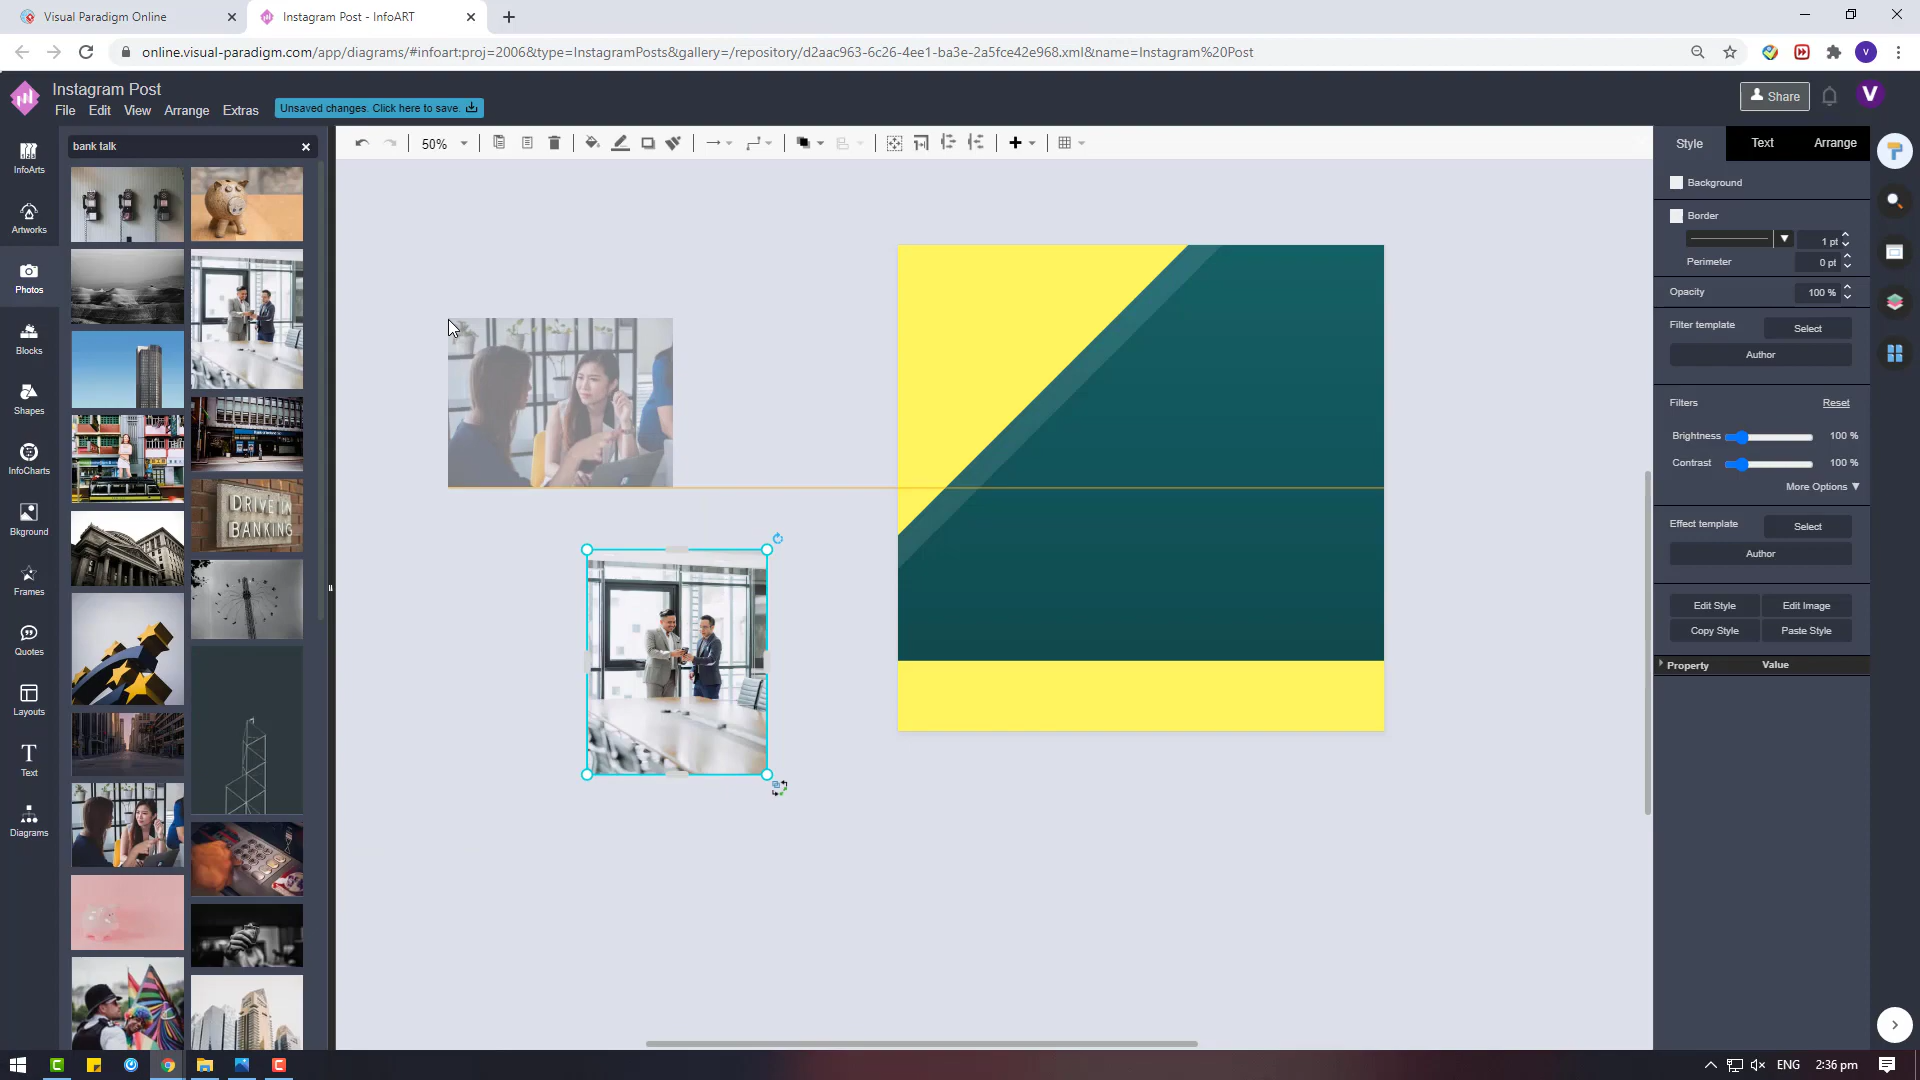 Visual Paradigm Online
Instagram Post - InfoART
online.visual-paradigm.com/app/diagrams/#infoart:proj=2006&type=InstagramPosts&gallery=/repository/d2aac963-6c26-4ee1-ba3e-2a5fce42e968.xml&name=Instagram%20Post
V
Instagram Post
File Edit View Arrange Extras
Unsaved changes. Click here to save.
Share
V
InfoArts
Artworks
Photos
Blocks
Shapes
InfoCharts
Bkground
Frames
Quotes
Layouts
T
Text
Diagrams
bank talk
DRIVE IN
BANKING
50%
Style Text Arrange
Background
Border
1 pt
Perimeter 0 pt
Opacity 100 %
Filter template Select
Author
Filters Reset
Brightness 100 %
Contrast 100 %
More Options ▼
Effect template Select
Author
Edit Style Edit Image
Copy Style Paste Style
Property Value
ENG 2:36 pm